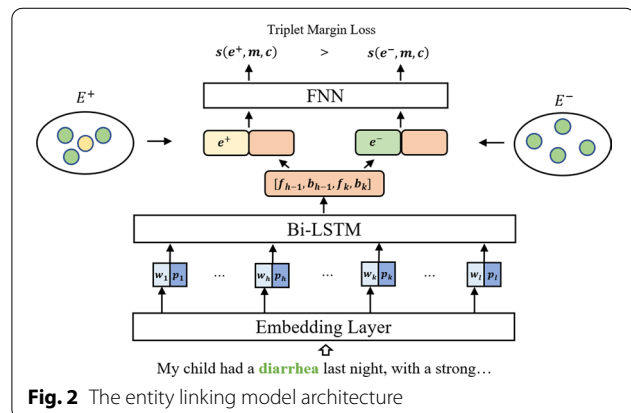 Triplet Margin Loss
s(e⁺, m, c) > s(e⁻, m, c)
FNN
E⁺ E⁻
e⁺ e⁻
[f_{h-1}, b_{h-1}, f_k, b_k]
Bi-LSTM
w₁ p₁ ... w_h p_h ... w_k p_k ... w_l p_l
Embedding Layer
My child had a diarrhea last night, with a strong…
Fig. 2 The entity linking model architecture